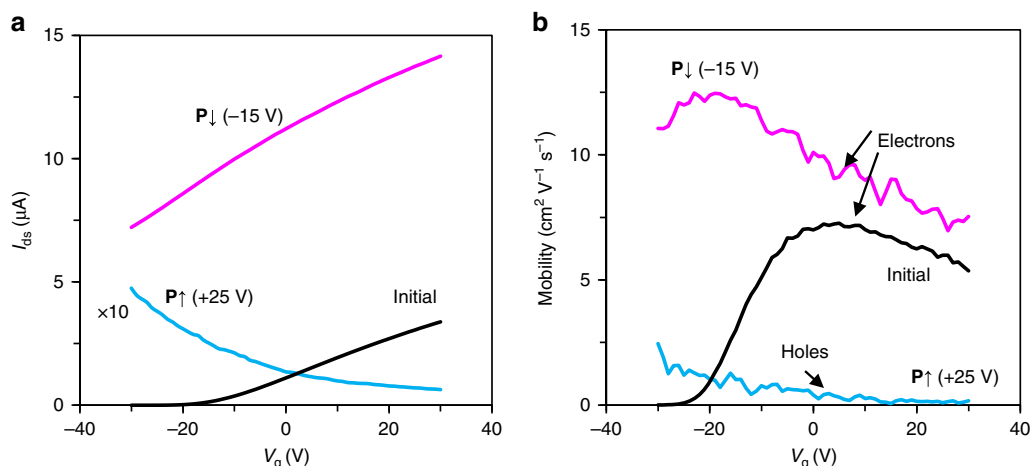 a
15
10
5
0
−40
−20
0
20
40
I_ds (μA)
V_g (V)
P↓ (−15 V)
P↑ (+25 V)
×10
Initial
b
15
10
5
0
−40
−20
0
20
40
Mobility (cm² V⁻¹ s⁻¹)
V_g (V)
P↓ (−15 V)
Electrons
Initial
Holes
P↑ (+25 V)